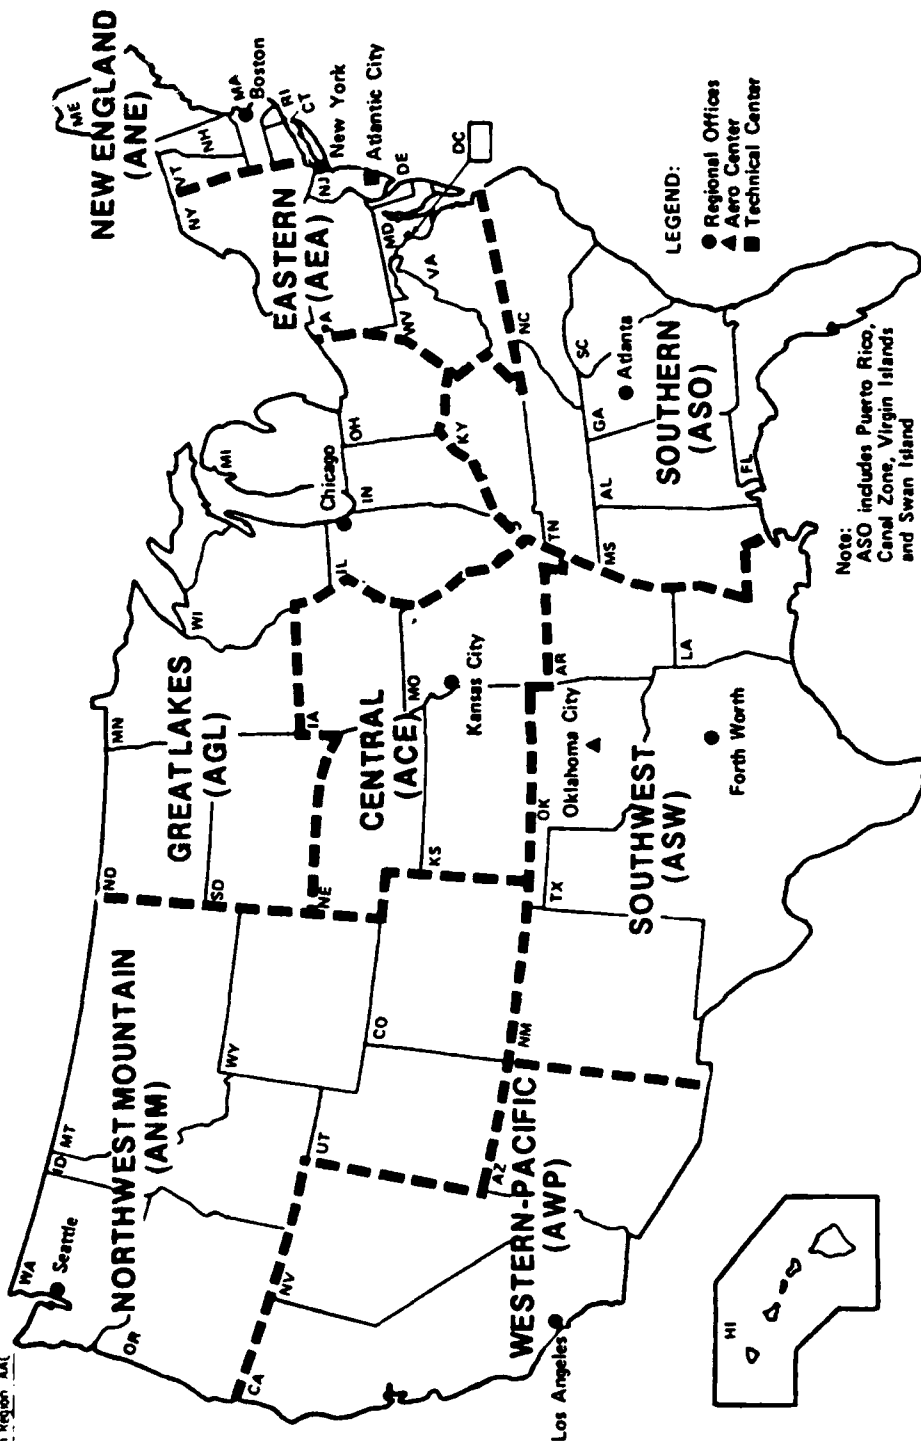 Region AAL
WA
Seattle
OR
ID
MT
NORTHWEST MOUNTAIN
(ANM)
WY
CA
NV
UT
CO
ND
MN
GREAT LAKES
(AGL)
SD
WI
MI
NE
IA
IL
Chicago
IN
OH
CENTRAL
(ACE)
MO
KS
Kansas City
KY
NEW ENGLAND
(ANE)
ME
VT
NH
MA
Boston
RI
CT
NY
EASTERN
(AEA)
PA
NJ
New York
Atlantic City
MD
DE
DC
WV
VA
AZ
NM
WESTERN-PACIFIC
(AWP)
Los Angeles
HI
TX
OK
Oklahoma City
AR
SOUTHWEST
(ASW)
Forth Worth
LA
TN
NC
MS
AL
GA
SC
Atlanta
SOUTHERN
(ASO)
FL
LEGEND:
Regional Offices
Aero Center
Technical Center
Note:
ASO includes Puerto Rico,
Canal Zone, Virgin Islands
and Swan Island